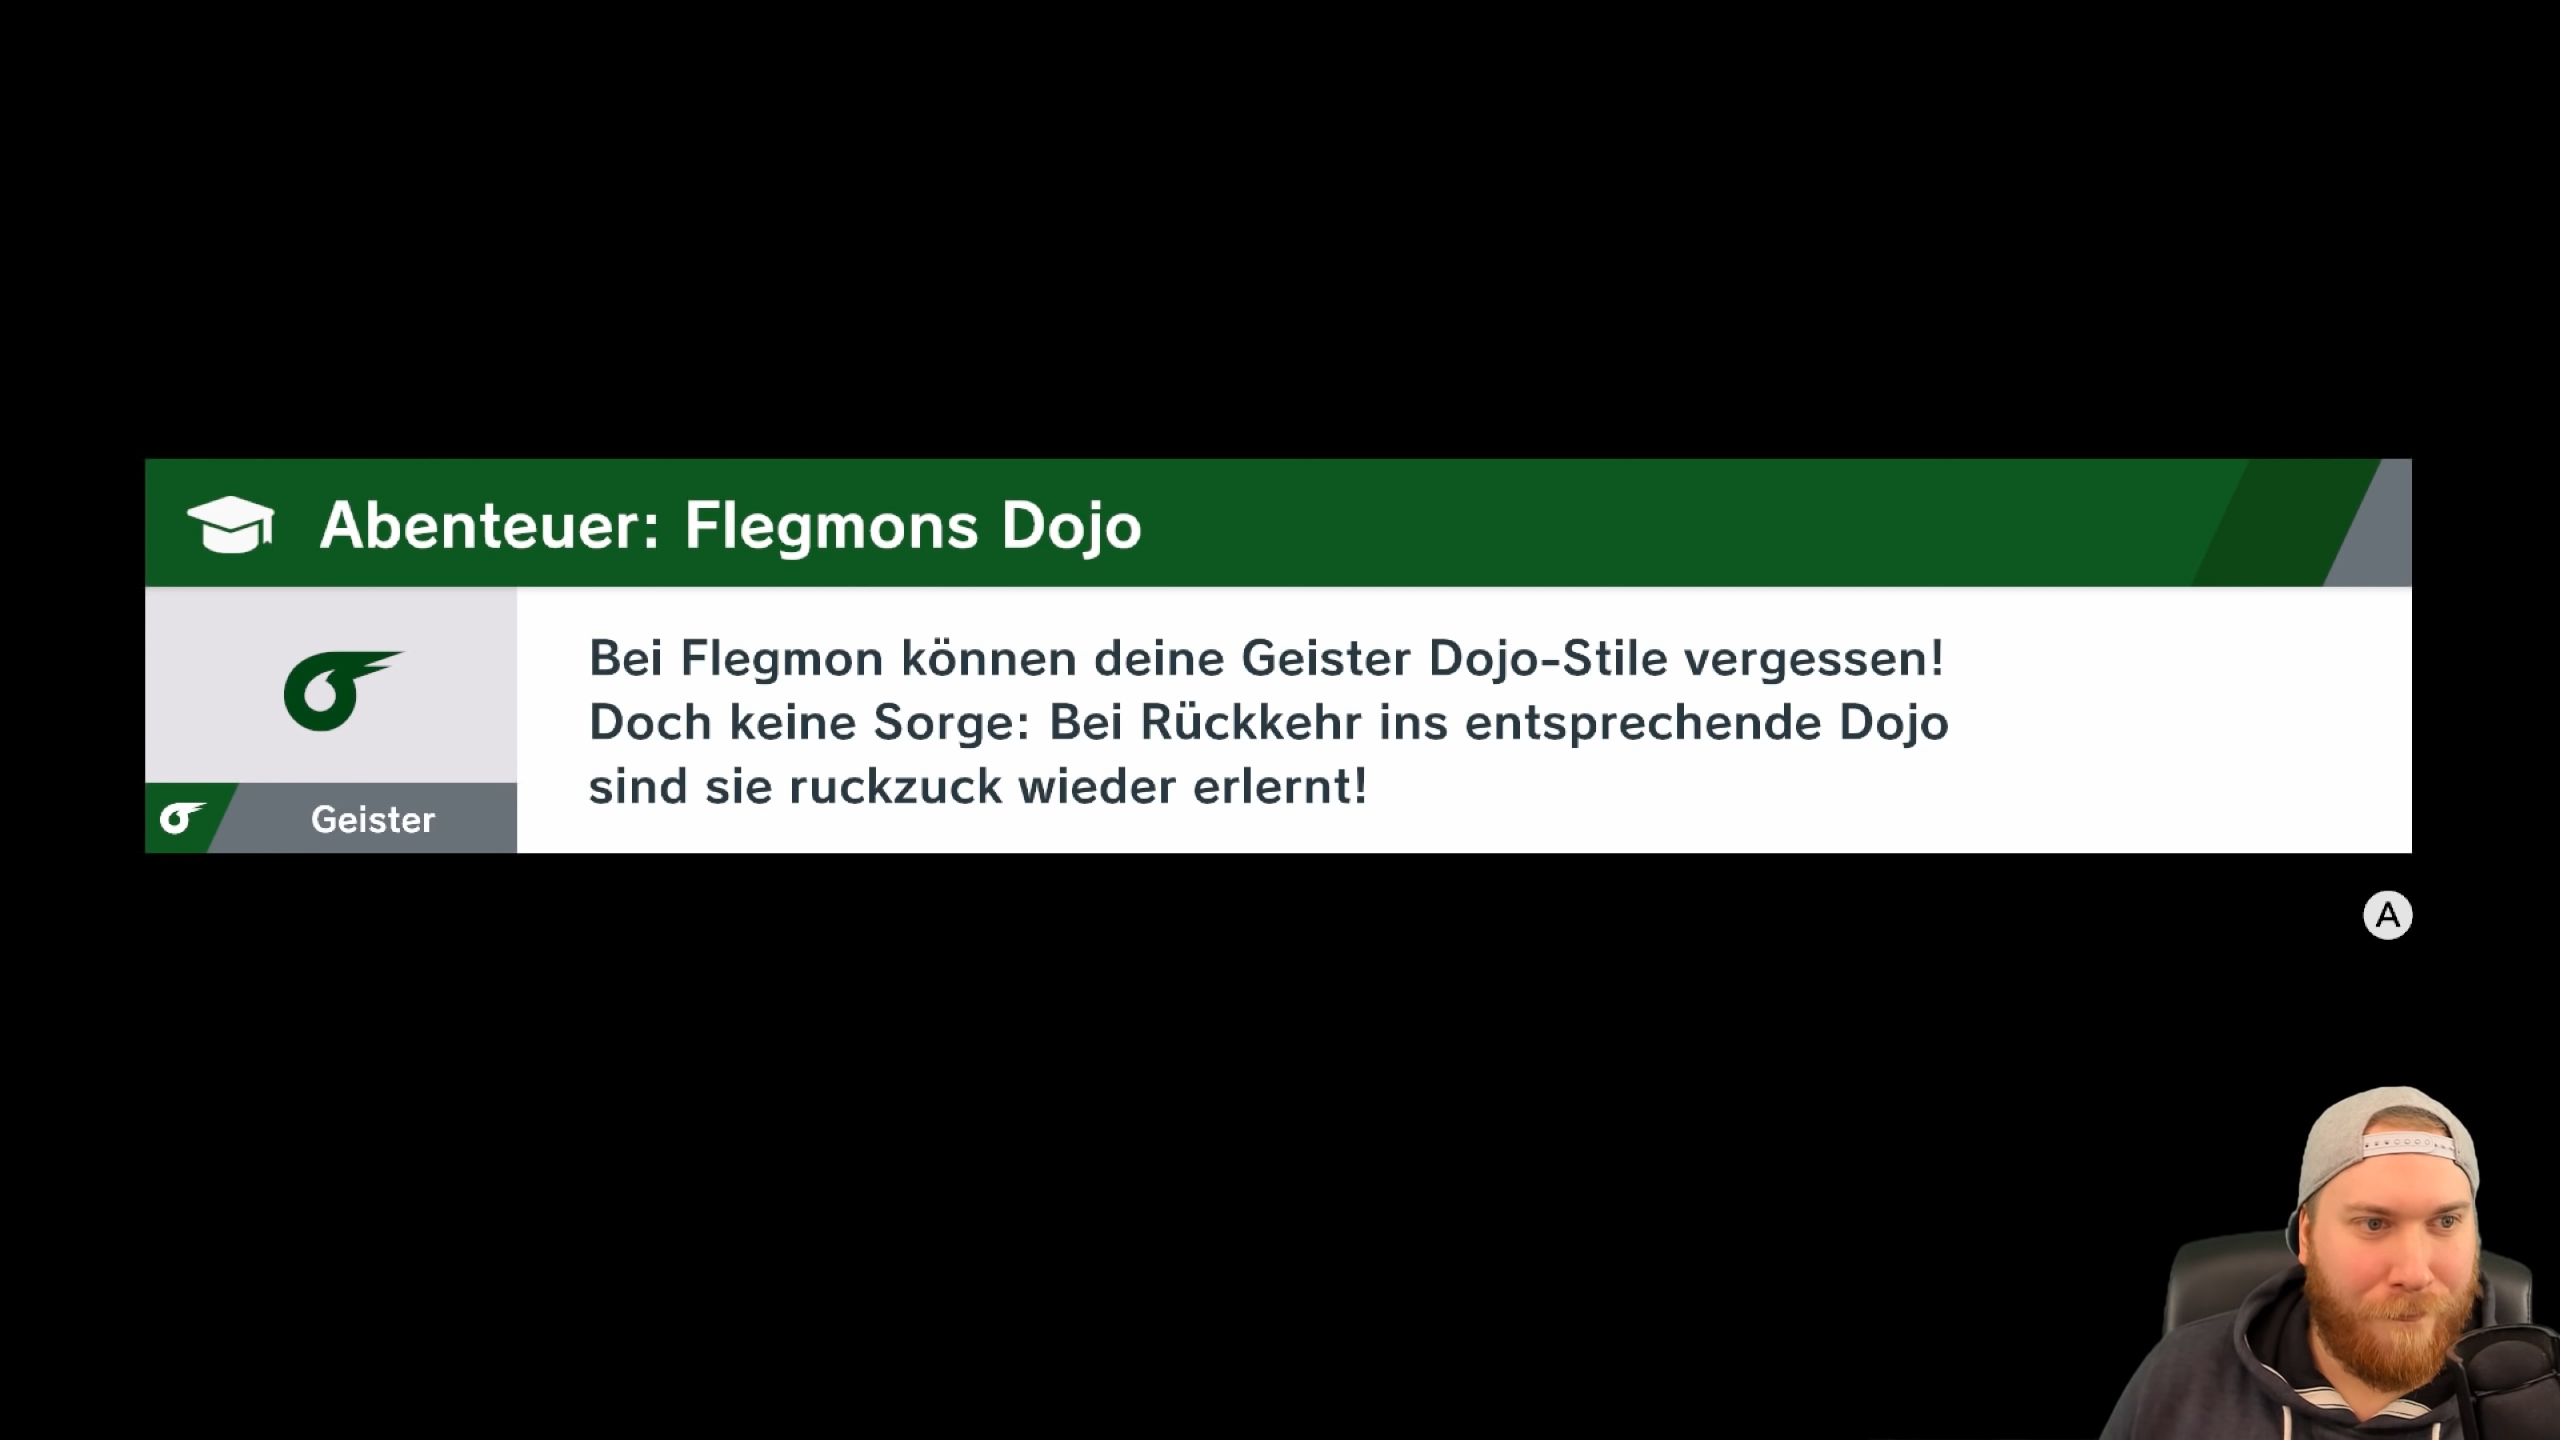 Abenteuer: Flegmons Dojo
Bei Flegmon können deine Geister Dojo-Stile vergessen!
Doch keine Sorge: Bei Rückkehr ins entsprechende Dojo
sind sie ruckzuck wieder erlernt!
Geister
A